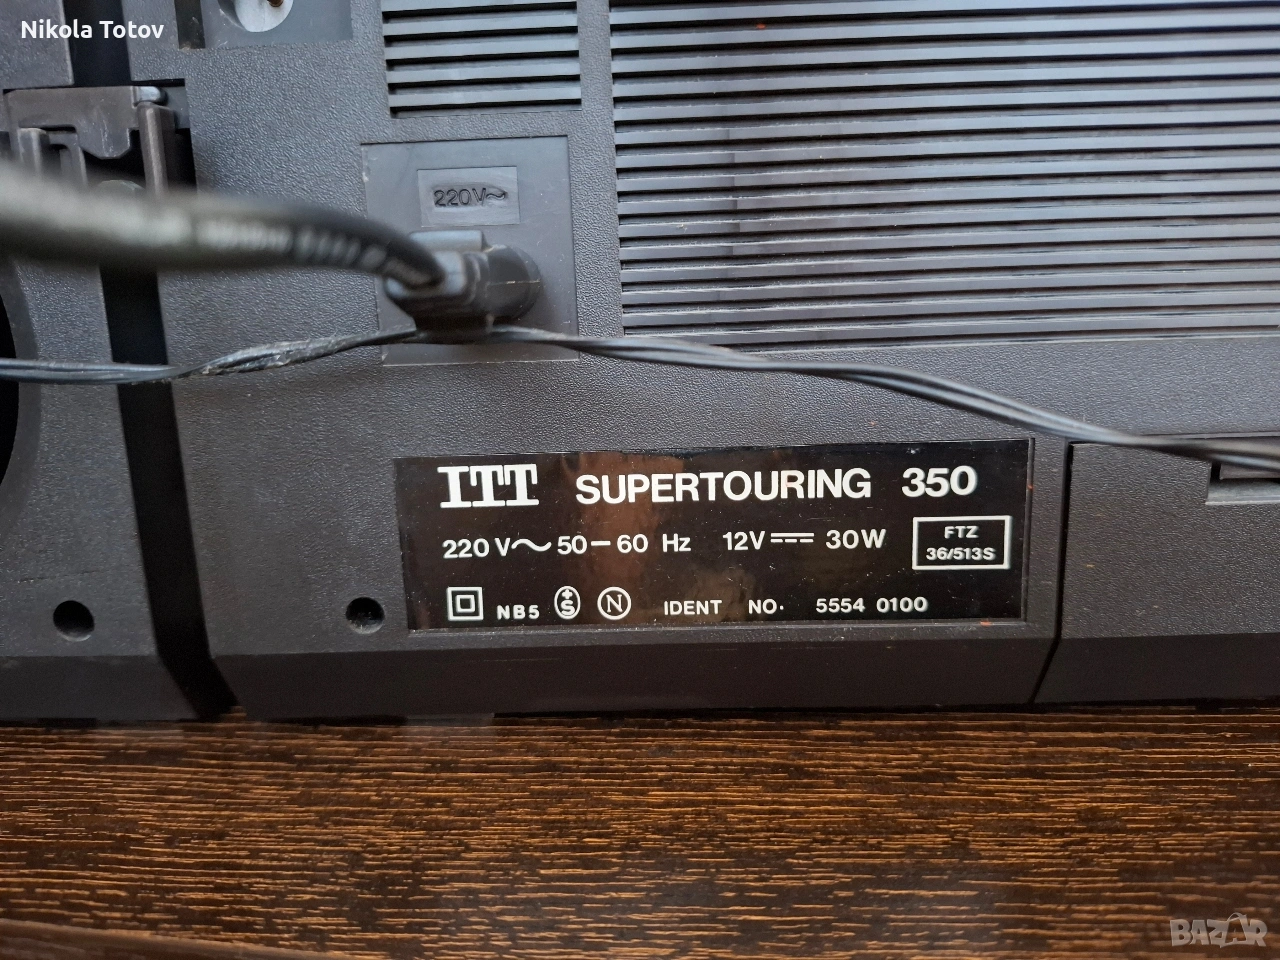 Nikola Totov
220V~
ITT SUPERTOURING 350
220 V~ 50-60 Hz 12V⎓ 30W
FTZ
36/513S
NB5 +S N IDENT NO. 5554 0100
BAZAR